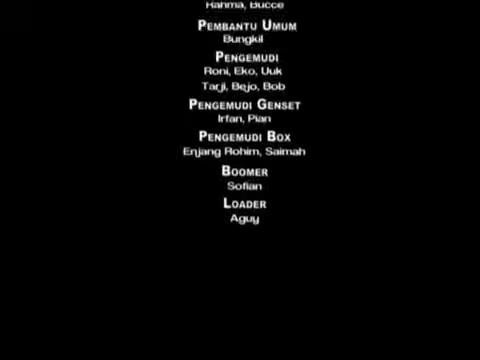 Rahma, Bucce
PEMBANTU UMUM
Bungkil
PENGEMUDI
Roni, Eko, Uuk
Tarji, Bejo, Bob
PENGEMUDI GENSET
Irfan, Pian
PENGEMUDI BOX
Enjang Rohim, Saimah
BOOMER
Sofian
LOADER
Aguy